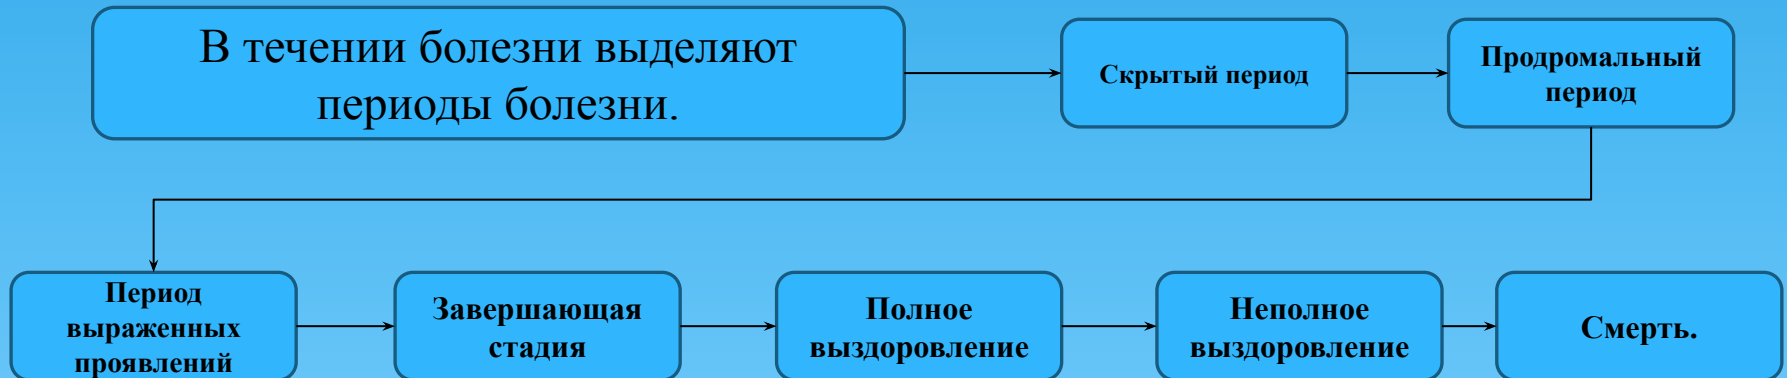 В течении болезни выделяют
периоды болезни.
Скрытый период
Продромальный
период
Период
выраженных
проявлений
Завершающая
стадия
Полное
выздоровление
Неполное
выздоровление
Смерть.